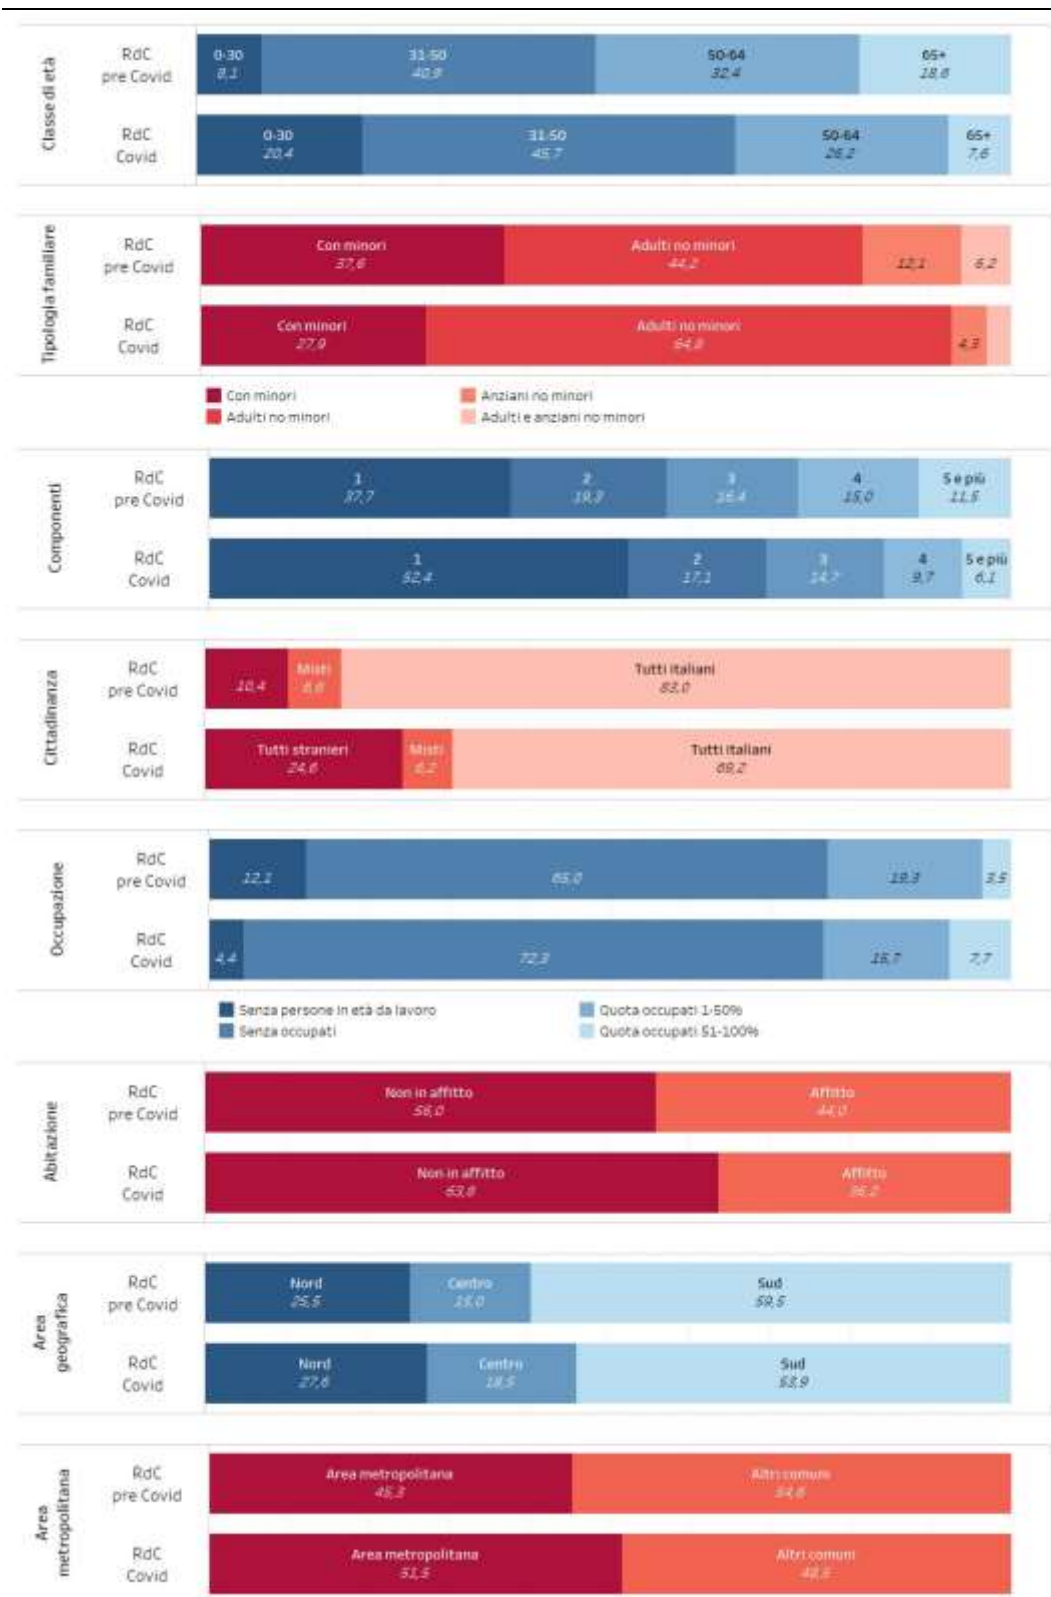 Classe di età
RdC
pre Covid
0-30
31-50
50-64
65+
8,1
40,9
32,4
18,6
RdC
Covid
0-30
31-50
50-64
65+
20,4
45,7
26,2
7,6
Tipologia familiare
RdC
pre Covid
Con minori
Adulti no minori
37,6
44,2
12,1
6,2
RdC
Covid
Con minori
Adulti no minori
27,9
64,8
4,3
Con minori
Anziani no minori
Adulti no minori
Adulti e anziani no minori
Componenti
RdC
pre Covid
1
2
3
4
5 e più
37,7
19,3
16,4
15,0
11,5
RdC
Covid
1
2
3
4
5 e più
52,4
17,1
14,7
9,7
6,1
Cittadinanza
RdC
pre Covid
Misti
Tutti italiani
10,4
6,6
83,0
RdC
Covid
Tutti stranieri
Misti
Tutti italiani
24,6
6,2
69,2
Occupazione
RdC
pre Covid
12,1
65,0
19,3
3,5
RdC
Covid
4,4
72,3
15,7
7,7
Senza persone in età da lavoro
Quota occupati 1-50%
Senza occupati
Quota occupati 51-100%
Abitazione
RdC
pre Covid
Non in affitto
Affitto
56,0
44,0
RdC
Covid
Non in affitto
Affitto
63,8
36,2
Area
geografica
RdC
pre Covid
Nord
Centro
Sud
25,5
15,0
59,5
RdC
Covid
Nord
Centro
Sud
27,6
18,5
53,9
Area
metropolitana
RdC
pre Covid
Area metropolitana
Altri comuni
45,3
54,6
RdC
Covid
Area metropolitana
Altri comuni
51,5
48,5